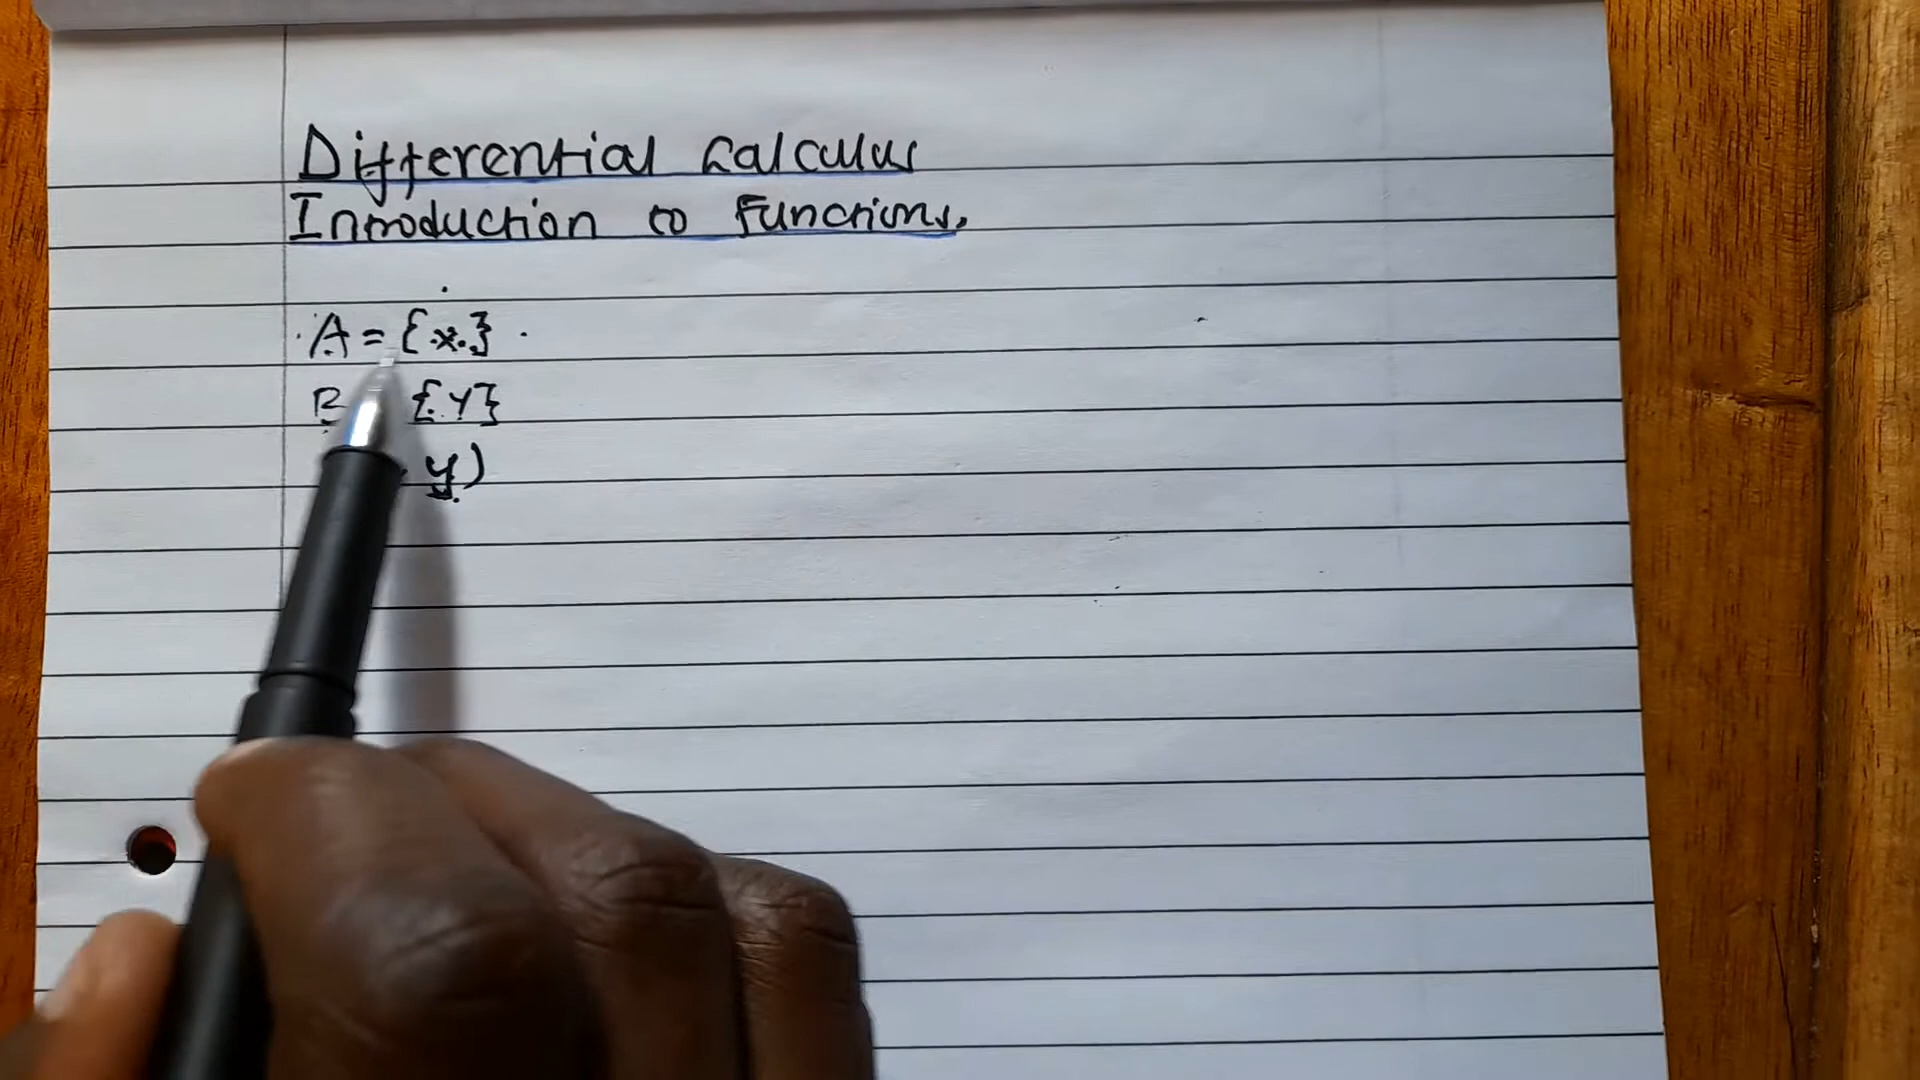 Differential Calculus
Introduction to Functions.
A = {x}
B {Y}
y)